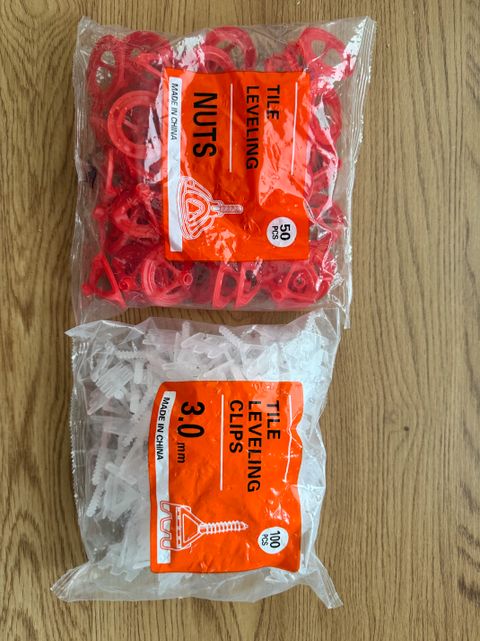 TILE
LEVELING
NUTS
MADE IN CHINA
50
PCS
TILE
LEVELING
CLIPS
3.0 mm
MADE IN CHINA
100
PCS